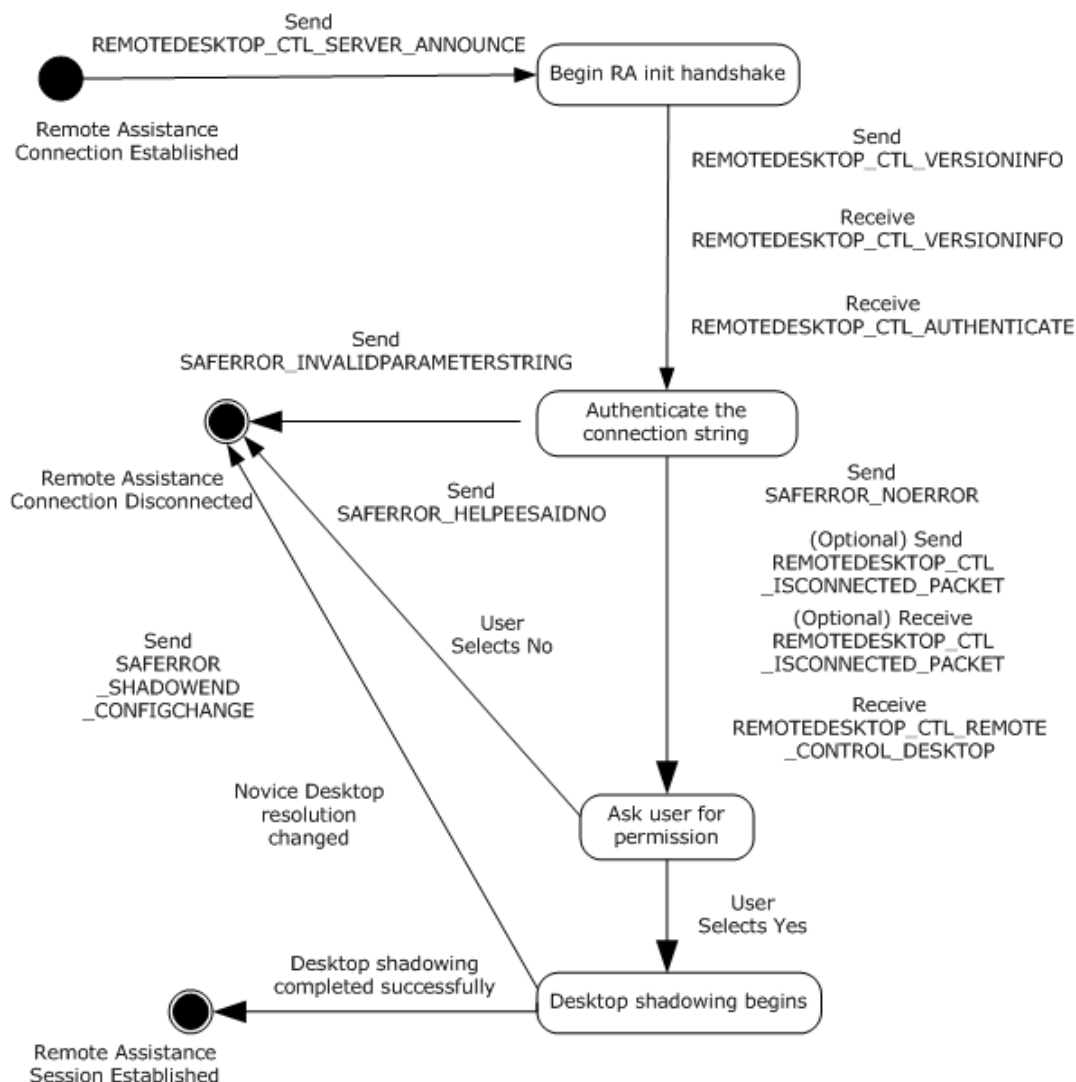 Send
REMOTEDESKTOP_CTL_SERVER_ANNOUNCE
Begin RA init handshake
Remote Assistance
Connection Established
Send
REMOTEDESKTOP_CTL_VERSIONINFO
Receive
REMOTEDESKTOP_CTL_VERSIONINFO
Receive
REMOTEDESKTOP_CTL_AUTHENTICATE
Send
SAFERROR_INVALIDPARAMETERSTRING
Authenticate the
connection string
Remote Assistance
Connection Disconnected
Send
SAFERROR_HELPEESAIDNO
Send
SAFERROR_NOERROR
(Optional) Send
REMOTEDESKTOP_CTL
_ISCONNECTED_PACKET
(Optional) Receive
REMOTEDESKTOP_CTL
_ISCONNECTED_PACKET
Receive
REMOTEDESKTOP_CTL_REMOTE
_CONTROL_DESKTOP
User
Selects No
Send
SAFERROR
_SHADOWEND
_CONFIGCHANGE
Novice Desktop
resolution
changed
Ask user for
permission
User
Selects Yes
Desktop shadowing
completed successfully
Desktop shadowing begins
Remote Assistance
Session Established